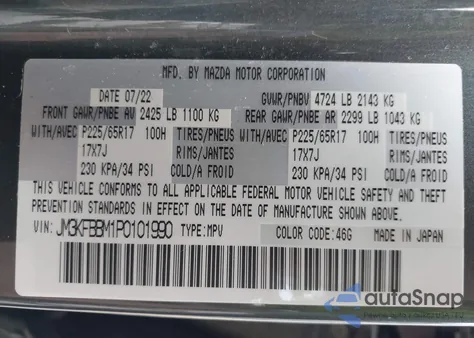 MFD. BY MAZDA MOTOR CORPORATION
DATE 07/22 GVWR/PNBV 4724 LB 2143 KG
FRONT GAWR/PNBE AV 2425 LB 1100 KG REAR GAWR/PNBE AR 2299 LB 1043 KG
WITH/AVEC P225/65R17 100H TIRES/PNEUS WITH/AVEC P225/65R17 100H TIRES/PNEUS
17X7J RIMS/JANTES 17X7J RIMS/JANTES
230 KPA/34 PSI COLD/A FROID 230 KPA/34 PSI COLD/A FROID
THIS VEHICLE CONFORMS TO ALL APPLICABLE FEDERAL MOTOR VEHICLE SAFETY AND THEFT
PREVENTION STANDARDS IN EFFECT ON THE DATE OF MANUFACTURE SHOWN ABOVE.
VIN: JM3KFBBM1P0101990 TYPE:MPV COLOR CODE:46G MADE IN JAPAN
autoSnap